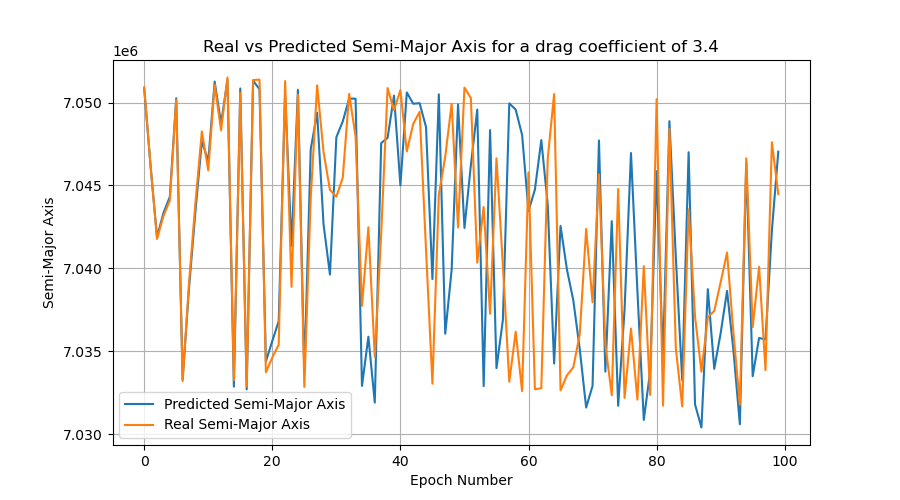 Real vs Predicted Semi-Major Axis for a drag coefficient of 3.4
1e6
7.050
7.045
7.040
7.035
7.030
Semi-Major Axis
Predicted Semi-Major Axis
Real Semi-Major Axis
0 20 40 60 80 100
Epoch Number